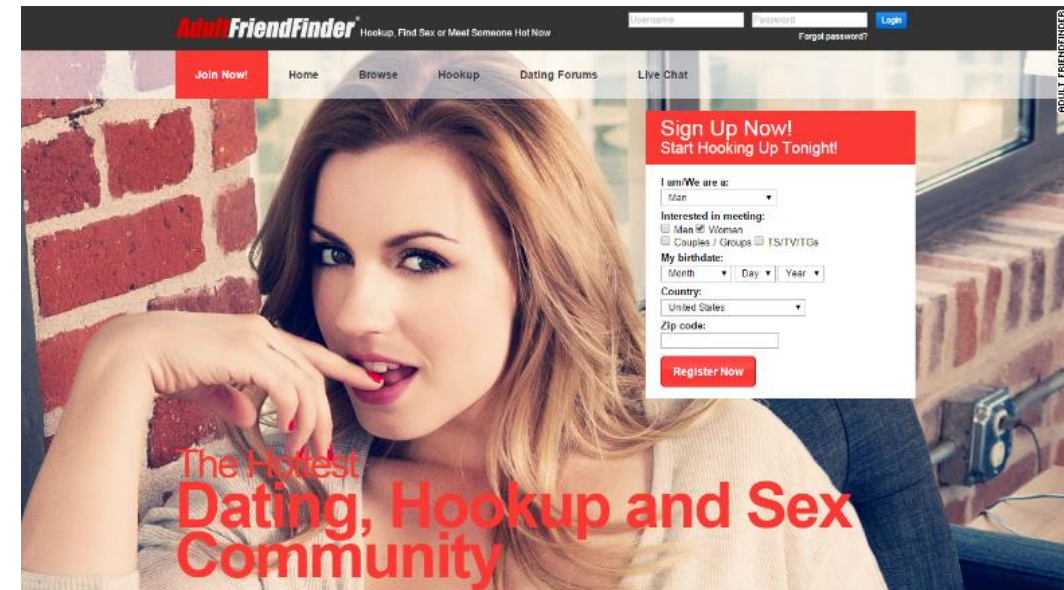 AdultFriendFinder®
Hookup, Find Sex or Meet Someone Hot Now
Username
Password
Login
Forgot password?
Join Now!
Home
Browse
Hookup
Dating Forums
Live Chat
Sign Up Now!
Start Hooking Up Tonight!
I am/We are a:
Man
Interested in meeting:
Men Women
Couples / Groups TS/TV/TGs
My birthdate:
Month Day Year
Country:
United States
Zip code:
Register Now
The Hottest
Dating, Hookup and Sex
Community
ADULT FRIENDFINDER